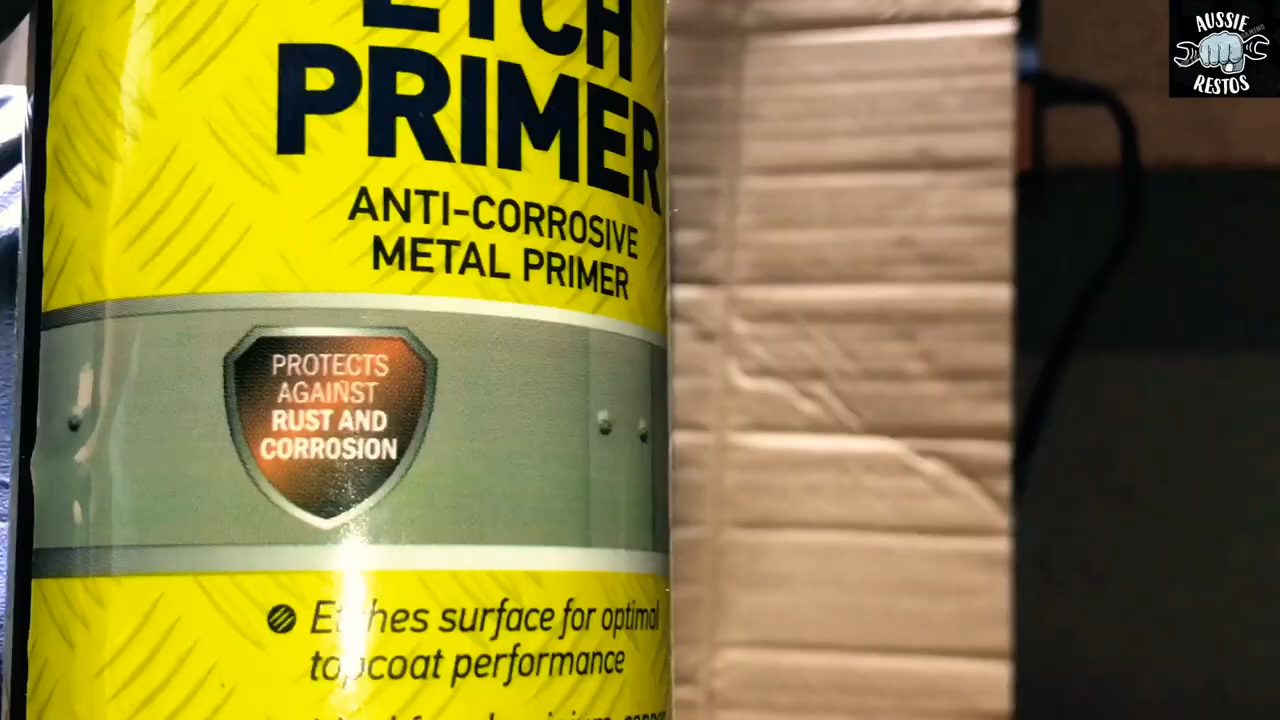 ETCH
PRIMER
ANTI-CORROSIVE
METAL PRIMER
PROTECTS
AGAINST
RUST AND
CORROSION
Etches surface for optimal
topcoat performance
AUSSIE
RESTOS